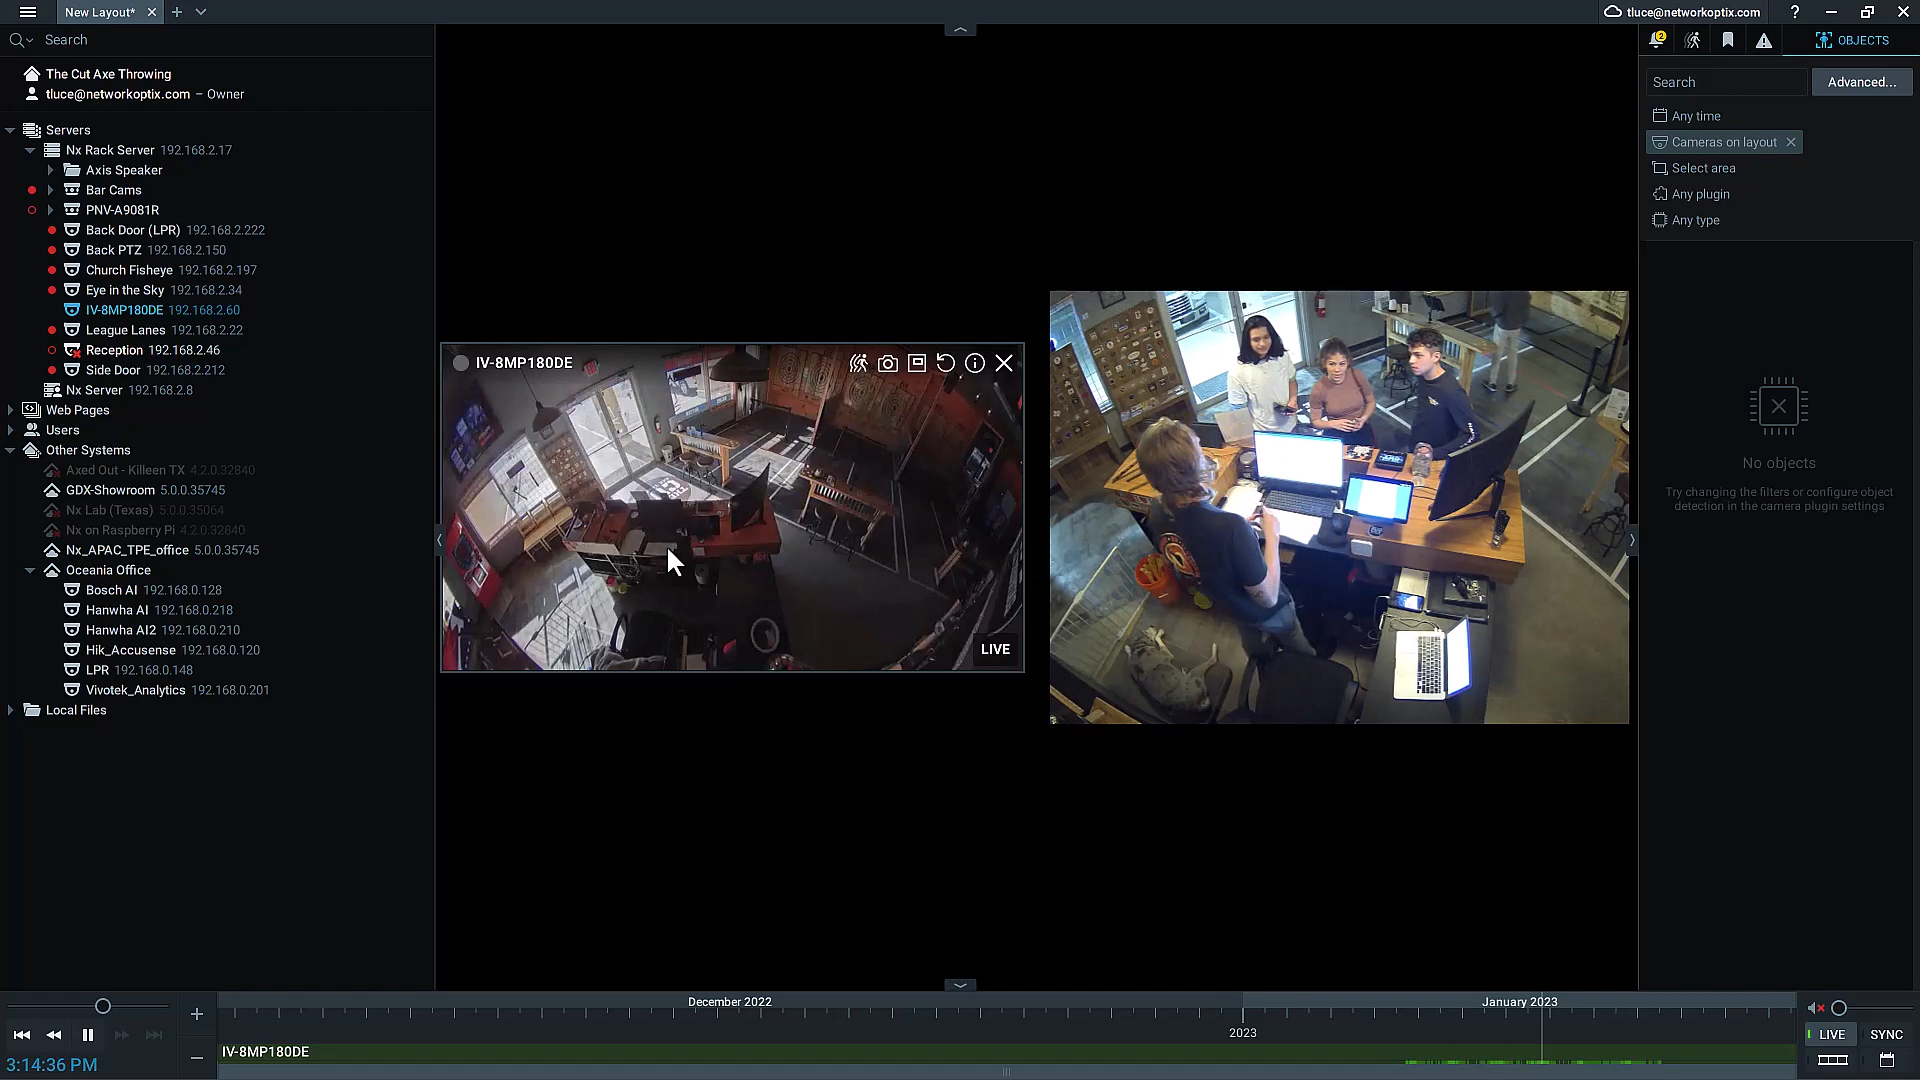 New Layout*
tluce@networkoptix.com
?
Search
The Cut Axe Throwing
tluce@networkoptix.com – Owner
Servers
Nx Rack Server 192.168.2.17
Axis Speaker
Bar Cams
PNV-A9081R
Back Door (LPR) 192.168.2.222
Back PTZ 192.168.2.150
Church Fisheye 192.168.2.197
Eye in the Sky 192.168.2.34
IV-8MP180DE 192.168.2.60
League Lanes 192.168.2.22
Reception 192.168.2.46
Side Door 192.168.2.212
Nx Server 192.168.2.8
Web Pages
Users
Other Systems
Axed Out - Killeen TX 4.2.0.32840
GDX-Showroom 5.0.0.35745
Nx Lab (Texas) 5.0.0.35064
Nx on Raspberry Pi 4.2.0.32840
Nx_APAC_TPE_office 5.0.0.35745
Oceania Office
Bosch AI 192.168.0.128
Hanwha AI 192.168.0.218
Hanwha AI2 192.168.0.210
Hik_Accusense 192.168.0.120
LPR 192.168.0.148
Vivotek_Analytics 192.168.0.201
Local Files
IV-8MP180DE
LIVE
2
OBJECTS
Search
Advanced...
Any time
Cameras on layout
Select area
Any plugin
Any type
No objects
Try changing the filters or configure object
detection in the camera plugin settings
December 2022
January 2023
2023
IV-8MP180DE
3:14:36 PM
LIVE
SYNC